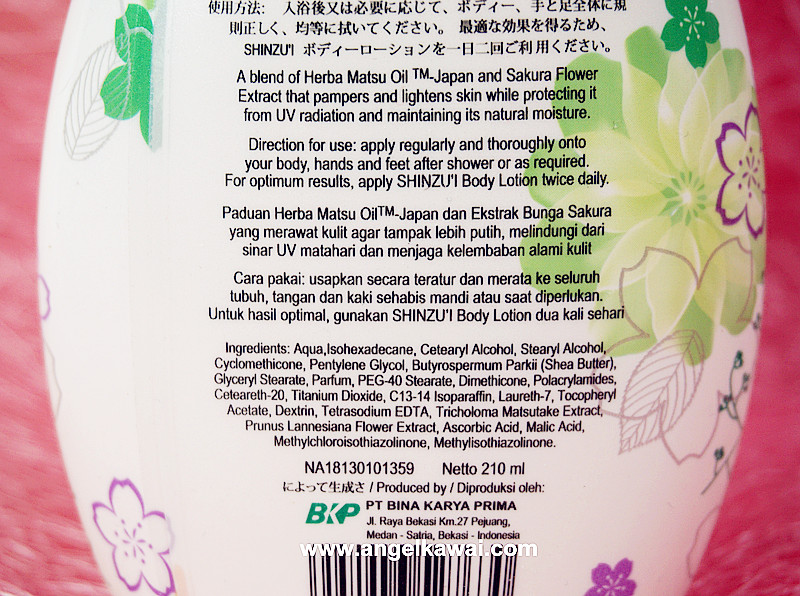 使用方法: 入浴後又は必要に応じて、ボディー、手と足全体に規
則正しく、均等に拭いてください。 最適な効果を得るため、
SHINZU'I ボディーローションを一日二回ご利用ください。
A blend of Herba Matsu Oil ™-Japan and Sakura Flower
Extract that pampers and lightens skin while protecting it
from UV radiation and maintaining its natural moisture.
Direction for use: apply regularly and thoroughly onto
your body, hands and feet after shower or as required.
For optimum results, apply SHINZU'I Body Lotion twice daily.
Paduan Herba Matsu Oil™-Japan dan Ekstrak Bunga Sakura
yang merawat kulit agar tampak lebih putih, melindungi dari
sinar UV matahari dan menjaga kelembaban alami kulit
Cara pakai: usapkan secara teratur dan merata ke seluruh
tubuh, tangan dan kaki sehabis mandi atau saat diperlukan.
Untuk hasil optimal, gunakan SHINZU'I Body Lotion dua kali sehari
Ingredients: Aqua,Isohexadecane, Cetearyl Alcohol, Stearyl Alcohol,
Cyclomethicone, Pentylene Glycol, Butyrospermum Parkii (Shea Butter),
Glyceryl Stearate, Parfum, PEG-40 Stearate, Dimethicone, Polacrylamides,
Ceteareth-20, Titanium Dioxide, C13-14 Isoparaffin, Laureth-7, Tocopheryl
Acetate, Dextrin, Tetrasodium EDTA, Tricholoma Matsutake Extract,
Prunus Lannesiana Flower Extract, Ascorbic Acid, Malic Acid,
Methylchloroisothiazolinone, Methylisothiazolinone.
NA18130101359 Netto 210 ml
によって生成さ / Produced by / Diproduksi oleh:
BKP PT BINA KARYA PRIMA
Jl. Raya Bekasi Km.27 Pejuang,
Medan - Satria, Bekasi - Indonesia
www.angelkawai.com